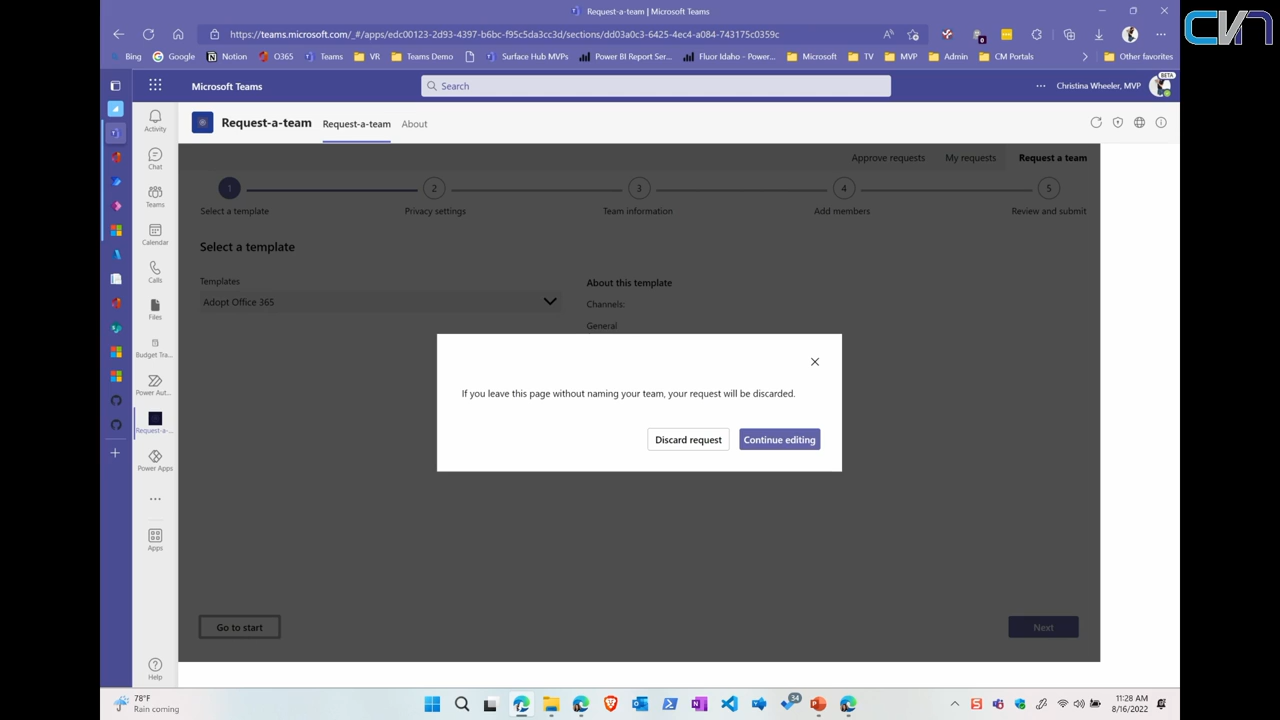 Request-a-team | Microsoft Teams
https://teams.microsoft.com/_#/apps/edc00123-2d93-4397-b6bc-f95c5da3cc3d/sections/dd03a0c3-6425-4ec4-a084-743175c0359c
Bing
Google
Notion
O365
Teams
VR
Teams Demo
Surface Hub MVPs
Power BI Report Ser...
Fluor Idaho - Power...
Microsoft
TV
MVP
Admin
CM Portals
Other favorites
CVN
Microsoft Teams
Search
Christina Wheeler, MVP
BETA
Activity
Chat
Teams
Calendar
Calls
Files
Budget Tra...
Power Aut...
Request-a-...
Power Apps
Apps
Help
Request-a-team
Request-a-team
About
Approve requests
My requests
Request a team
1
2
3
4
5
Select a template
Privacy settings
Team information
Add members
Review and submit
Select a template
Templates
Adopt Office 365
About this template
Channels:
General
If you leave this page without naming your team, your request will be discarded.
Discard request
Continue editing
Go to start
Next
78°F
Rain coming
34
11:28 AM
8/16/2022